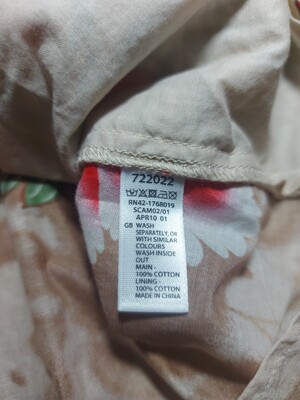 722022
RN42-1768019
SCAM02/01
APR10 01
GB WASH
SEPARATELY, OR
WITH SIMILAR
COLOURS
WASH INSIDE
OUT
MAIN -
100% COTTON
LINING -
100% COTTON
MADE IN CHINA